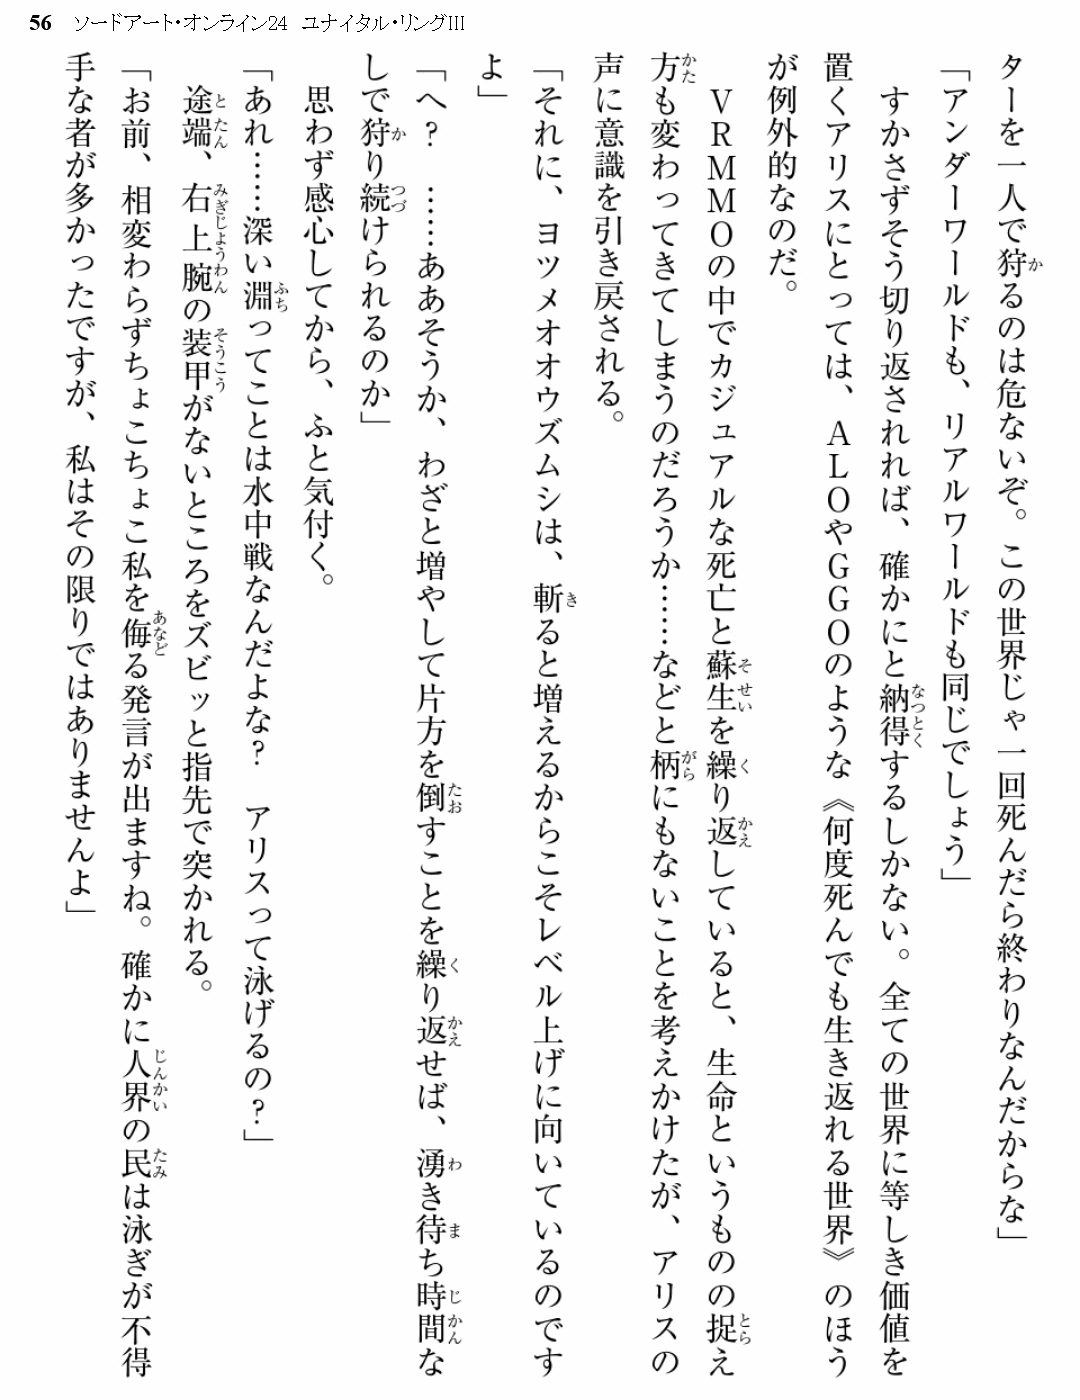 56 ソードアート・オンライン24 ユナイタル・リングIII
ターを一人で狩るのは危ないぞ。この世界じゃ一回死んだら終わりなんだからな」
「アンダーワールドも、リアルワールドも同じでしょう」
すかさずそう切り返されれば、確かにと納得するしかない。全ての世界に等しき価値を
置くアリスにとっては、ＡＬＯやＧＧＯのような《何度死んでも生き返れる世界》のほう
が例外的なのだ。
ＶＲＭＭＯの中でカジュアルな死亡と蘇生を繰り返していると、生命というものの捉え
方も変わってきてしまうのだろうか……などと柄にもないことを考えかけたが、アリスの
声に意識を引き戻される。
「それに、ヨツメオオウズムシは、斬ると増えるからこそレベル上げに向いているのです
よ」
「へ？　……ああそうか、わざと増やして片方を倒すことを繰り返せば、湧き待ち時間な
しで狩り続けられるのか」
思わず感心してから、ふと気付く。
「あれ……深い淵ってことは水中戦なんだよな？　アリスって泳げるの？」
途端、右上腕の装甲がないところをズビッと指先で突かれる。
「お前、相変わらずちょこちょこ私を侮る発言が出ますね。確かに人界の民は泳ぎが不得
手な者が多かったですが、私はその限りではありませんよ」